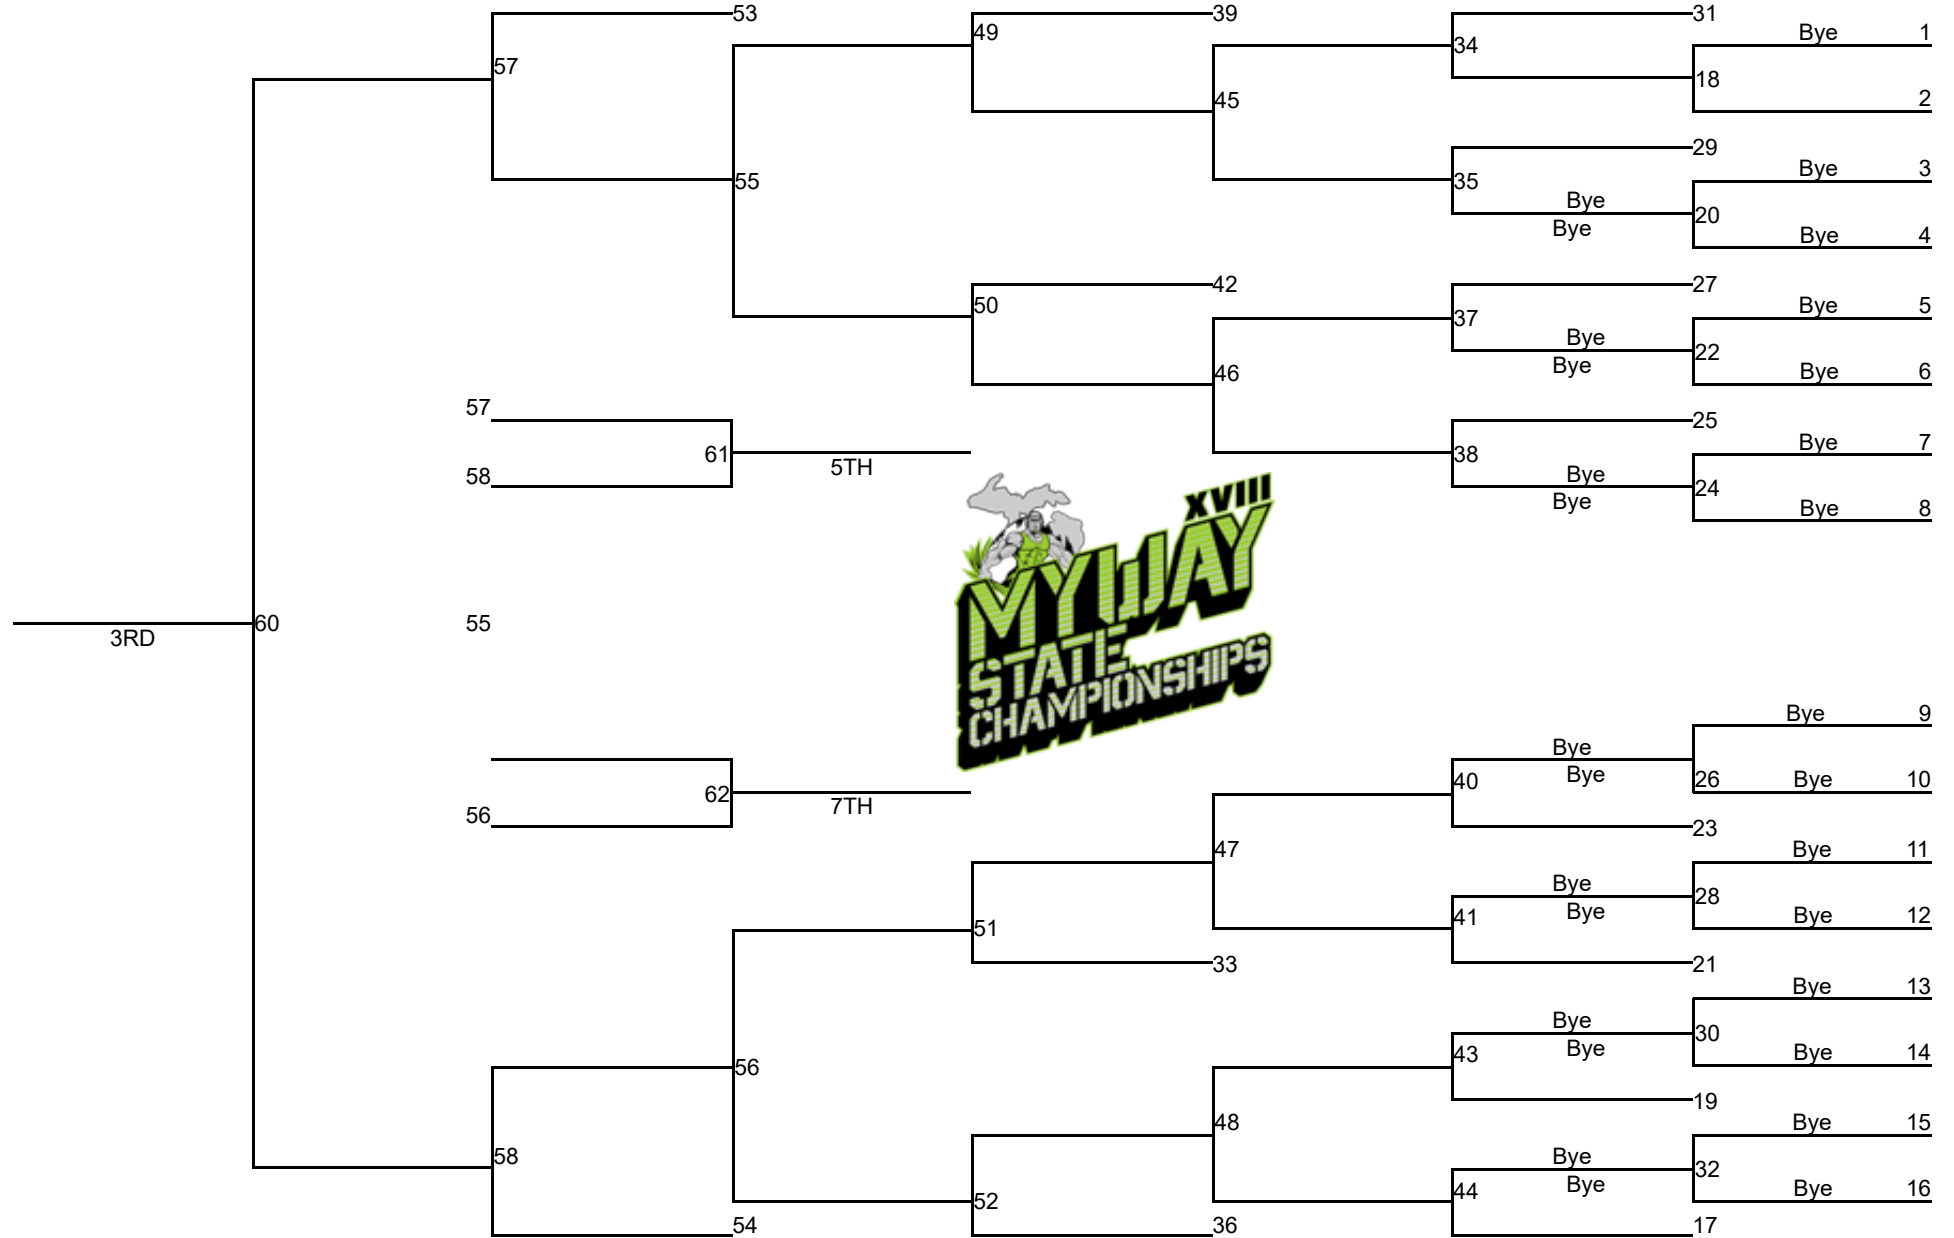 53
39
31
Bye 1
49
34
57
18
2
45
29
Bye 3
55
35
Bye
20
Bye
Bye 4
42
27
50
Bye 5
37
Bye
22
Bye
Bye 6
46
57
25
Bye 7
61
38
5TH
58
Bye
24
Bye
Bye 8
XVIII
MYWAY
STATE
CHAMPIONSHIPS
60
55
3RD
Bye 9
Bye
40
Bye
26
Bye 10
62
7TH
56
23
47
Bye 11
Bye
28
41
Bye
Bye 12
51
33
21
Bye 13
Bye
30
43
Bye
Bye 14
56
19
48
Bye 15
58
Bye
32
Bye
44
Bye 16
52
54
36
17